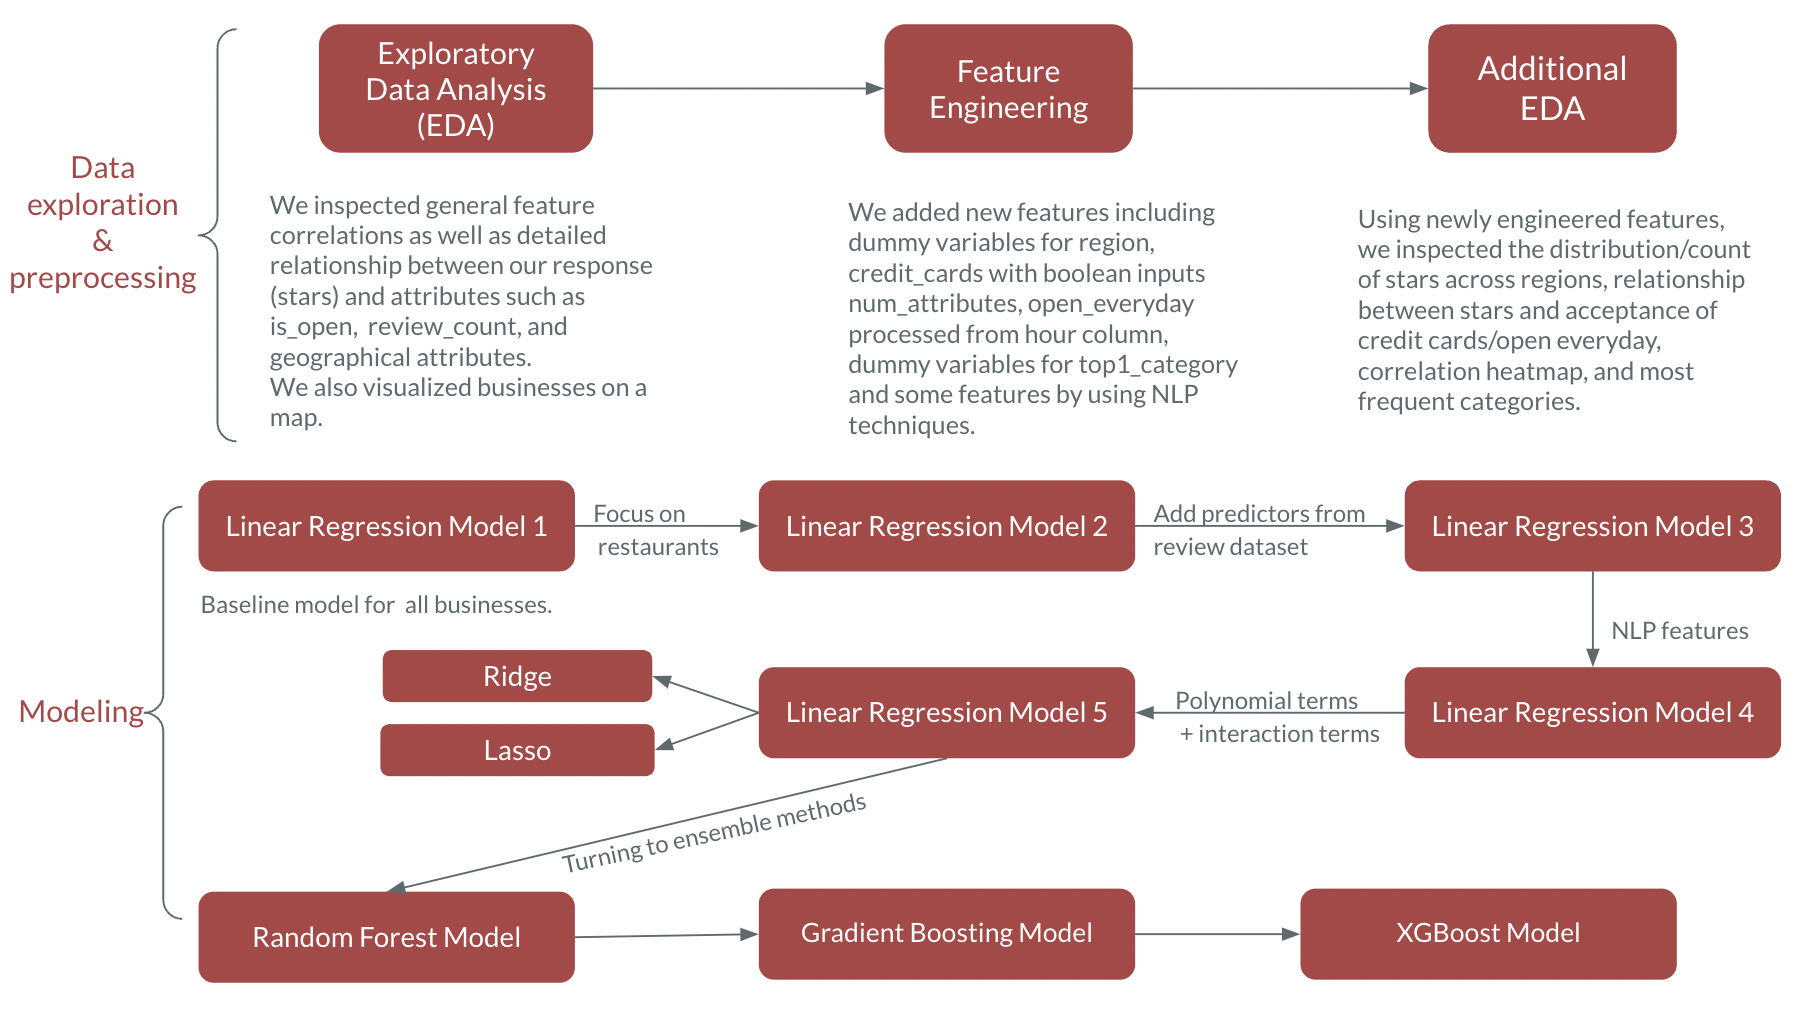 Exploratory
Data Analysis
(EDA)
Feature
Engineering
Additional
EDA
Data
exploration
&
preprocessing
We inspected general feature
correlations as well as detailed
relationship between our response
(stars) and attributes such as
is_open, review_count, and
geographical attributes.
We also visualized businesses on a
map.
We added new features including
dummy variables for region,
credit_cards with boolean inputs
num_attributes, open_everyday
processed from hour column,
dummy variables for top1_category
and some features by using NLP
techniques.
Using newly engineered features,
we inspected the distribution/count
of stars across regions, relationship
between stars and acceptance of
credit cards/open everyday,
correlation heatmap, and most
frequent categories.
Modeling
Linear Regression Model 1
Focus on
restaurants
Linear Regression Model 2
Add predictors from
review dataset
Linear Regression Model 3
Baseline model for all businesses.
NLP features
Linear Regression Model 4
Polynomial terms
+ interaction terms
Linear Regression Model 5
Ridge
Lasso
Turning to ensemble methods
Random Forest Model
Gradient Boosting Model
XGBoost Model